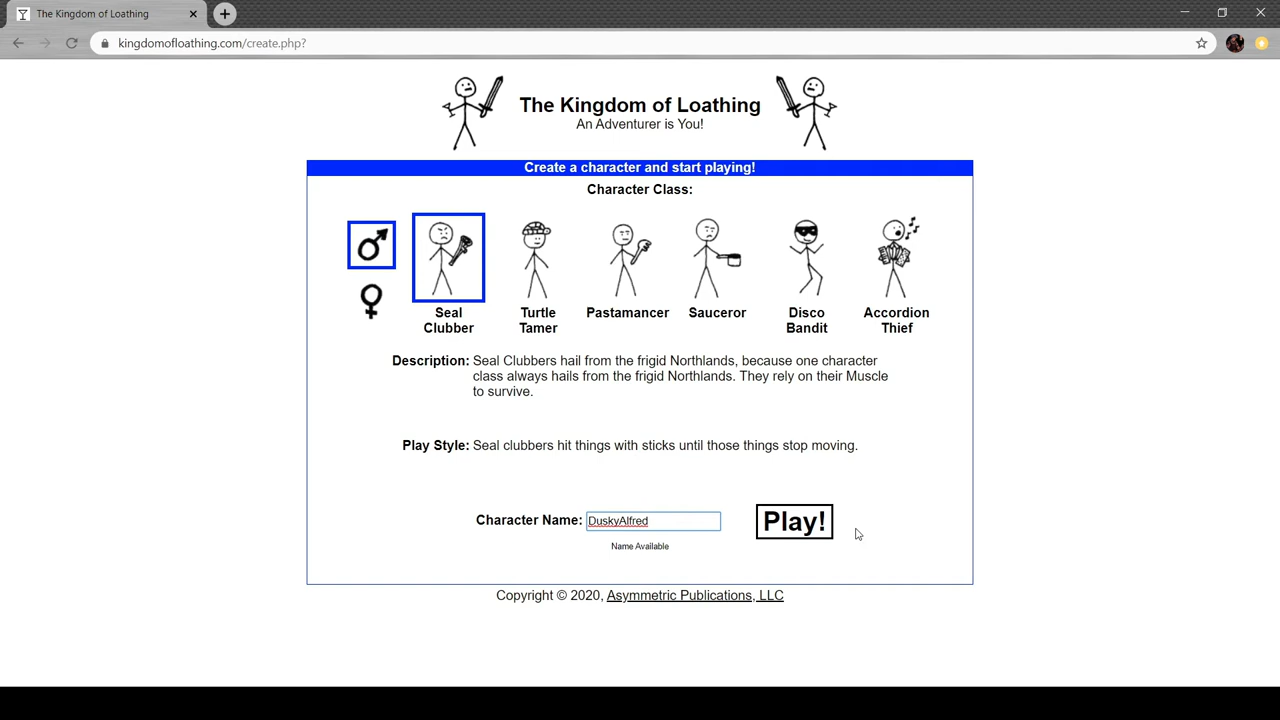 The Kingdom of Loathing
kingdomofloathing.com/create.php?
The Kingdom of Loathing
An Adventurer is You!
Create a character and start playing!
Character Class:
Seal
Clubber
Turtle
Tamer
Pastamancer
Sauceror
Disco
Bandit
Accordion
Thief
Description: Seal Clubbers hail from the frigid Northlands, because one character
class always hails from the frigid Northlands. They rely on their Muscle
to survive.
Play Style: Seal clubbers hit things with sticks until those things stop moving.
Character Name: DuskyAlfred
Play!
Name Available
Copyright © 2020, Asymmetric Publications, LLC